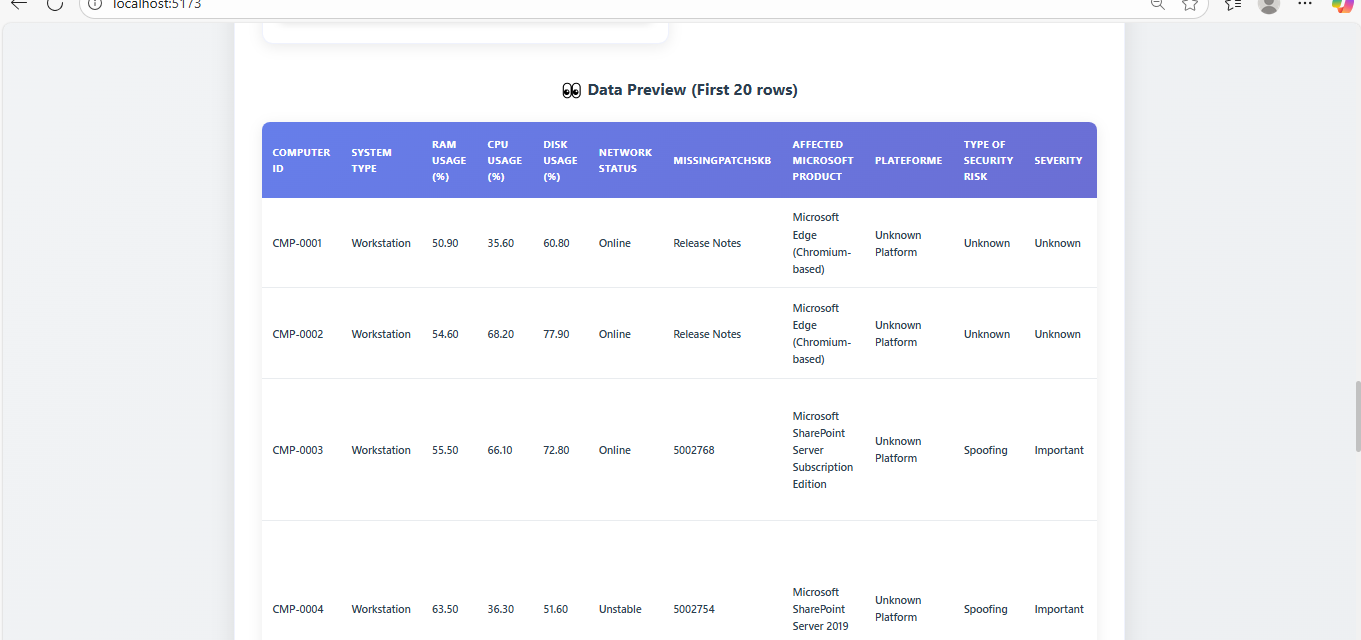 localhost:5173
Data Preview (First 20 rows)
COMPUTER ID
SYSTEM TYPE
RAM USAGE (%)
CPU USAGE (%)
DISK USAGE (%)
NETWORK STATUS
MISSINGPATCHSKB
AFFECTED MICROSOFT PRODUCT
PLATEFORME
TYPE OF SECURITY RISK
SEVERITY
CMP-0001
Workstation
50.90
35.60
60.80
Online
Release Notes
Microsoft
Edge
(Chromium-
based)
Unknown
Platform
Unknown
Unknown
CMP-0002
Workstation
54.60
68.20
77.90
Online
Release Notes
Microsoft
Edge
(Chromium-
based)
Unknown
Platform
Unknown
Unknown
CMP-0003
Workstation
55.50
66.10
72.80
Online
5002768
Microsoft
SharePoint
Server
Subscription
Edition
Unknown
Platform
Spoofing
Important
CMP-0004
Workstation
63.50
36.30
51.60
Unstable
5002754
Microsoft
SharePoint
Server 2019
Unknown
Platform
Spoofing
Important